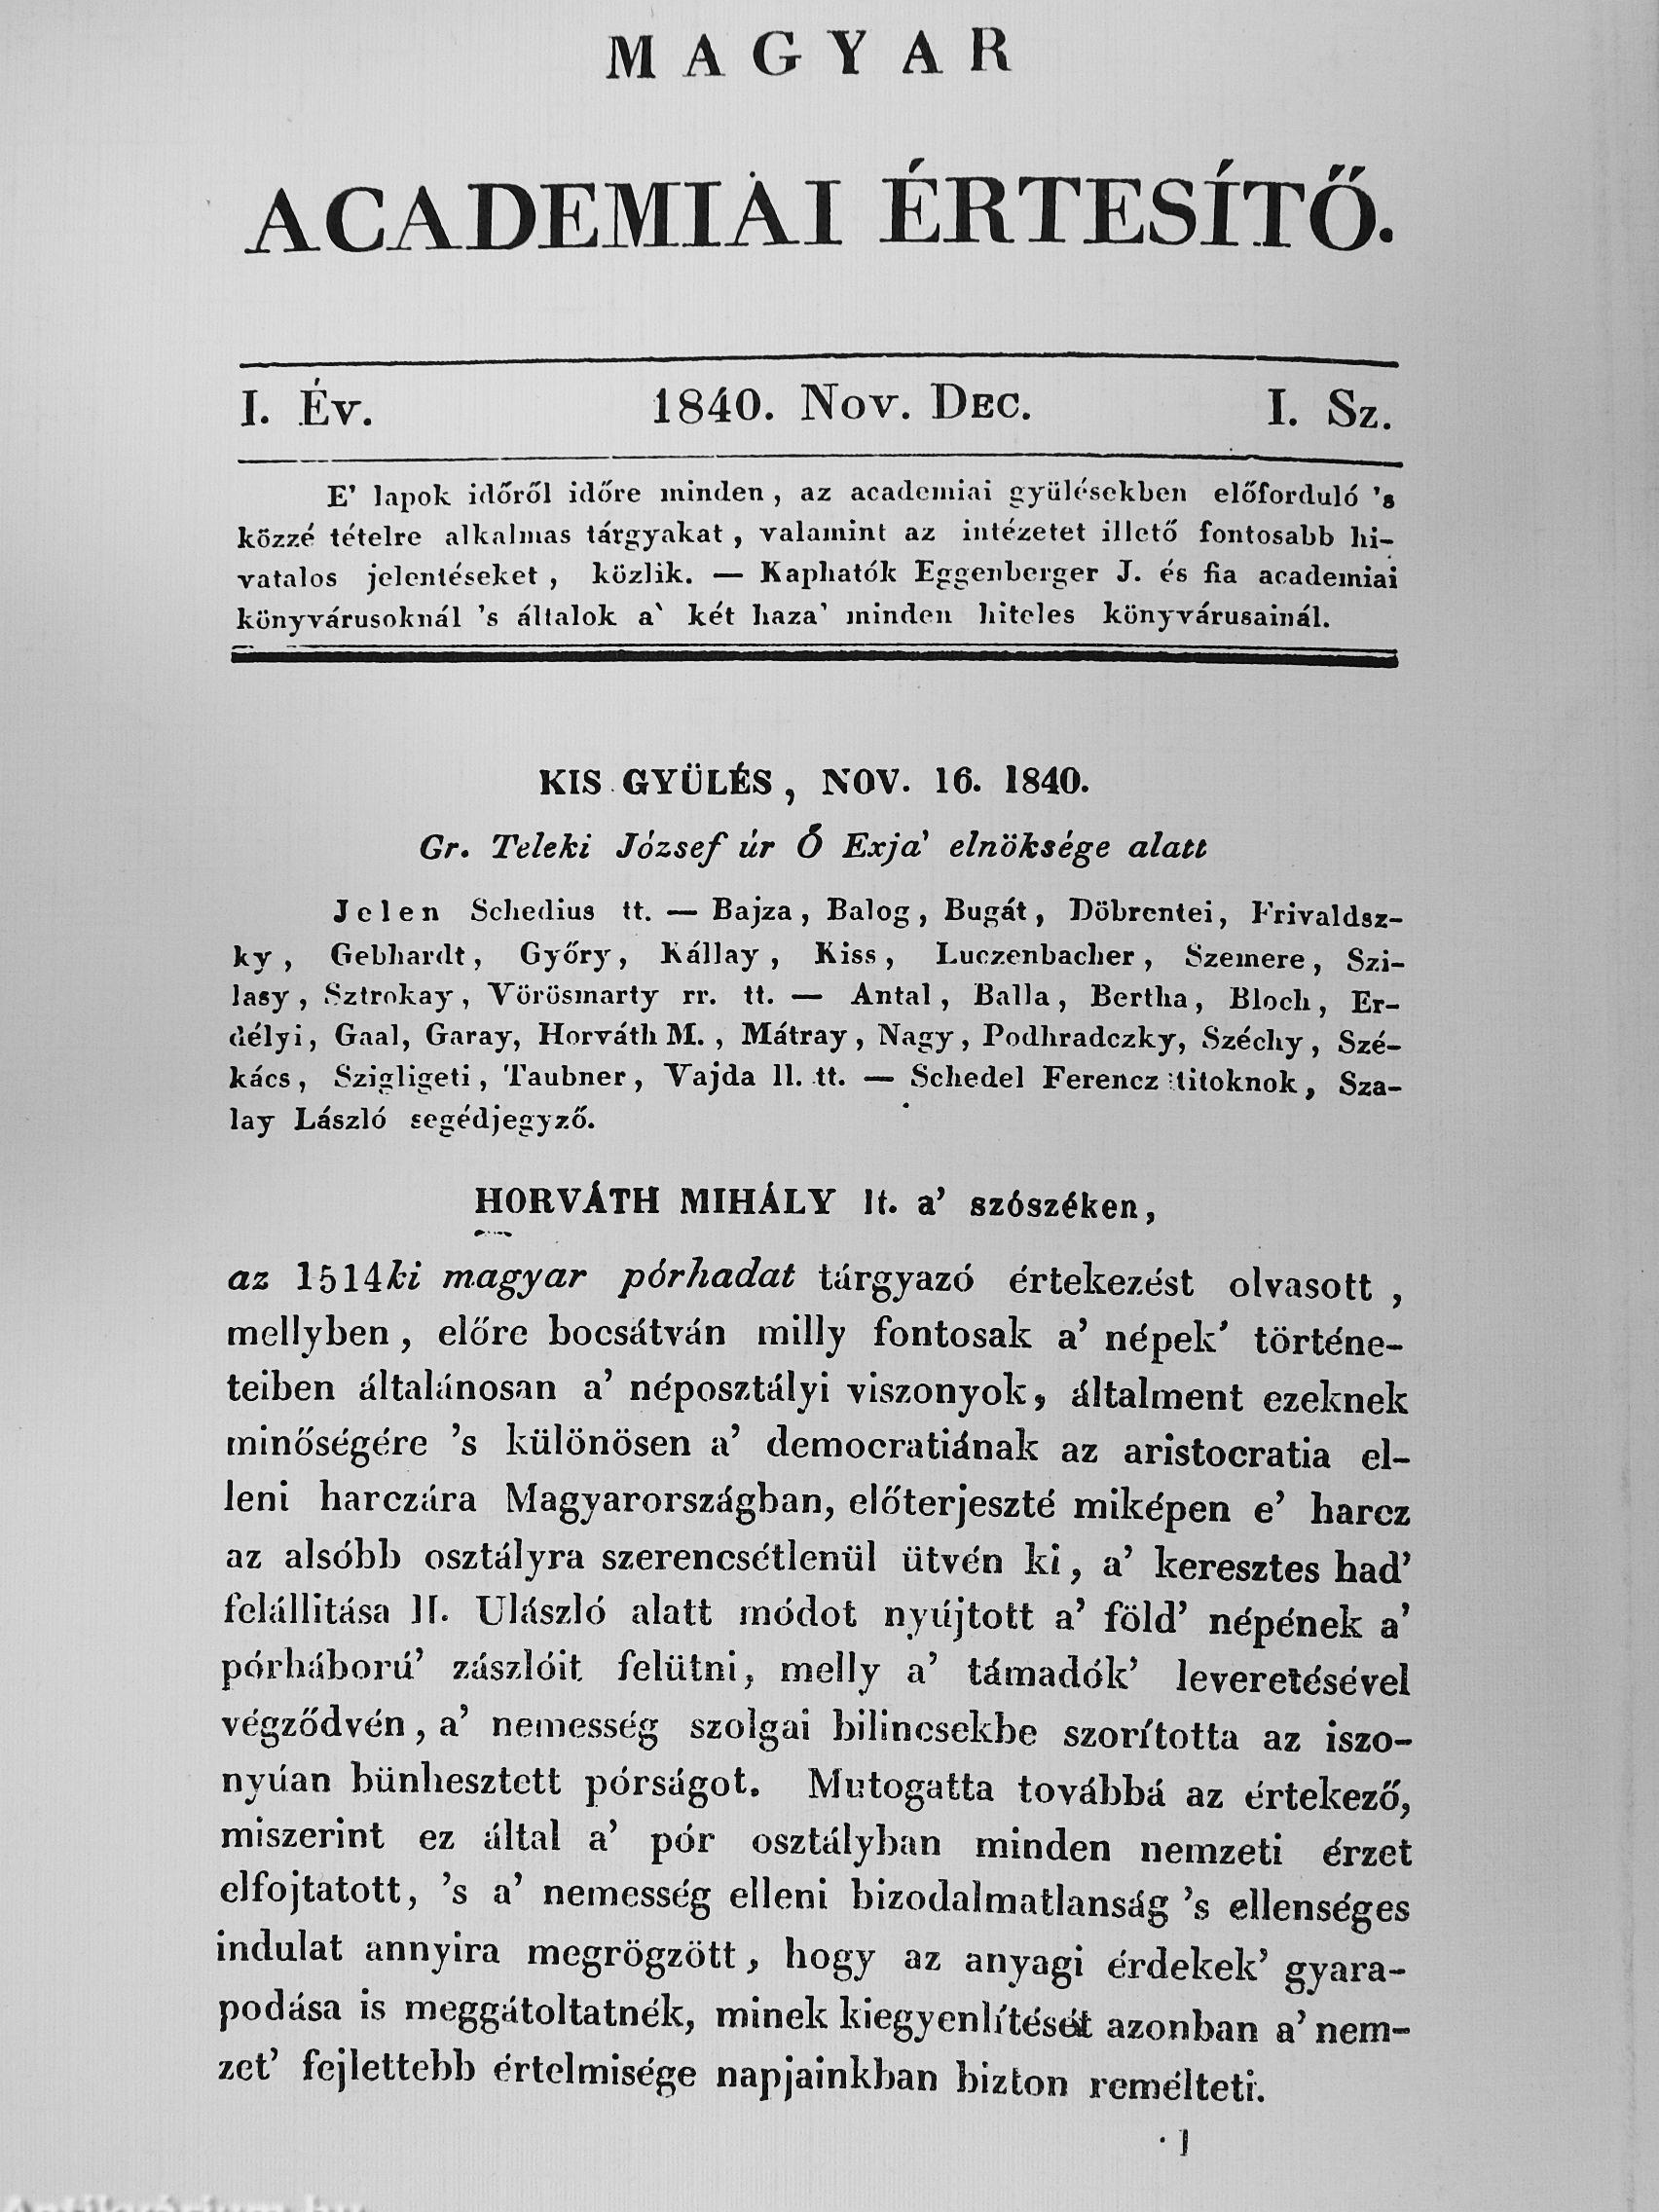 MAGYAR
ACADEMIAI ÉRTESÍTŐ.
I. Év. 1840. Nov. Dec. I. Sz.
E’ lapok időről időre minden, az academiai gyülésekben előforduló ’s
közzé tételre alkalmas tárgyakat, valamint az intézetet illető fontosabb hi-
vatalos jelentéseket, közlik. — Kaphatók Eggenberger J. és fia academiai
könyvárusoknál ’s általok a‵ két haza’ minden hiteles könyvárusainál.
KIS GYÜLÉS, NOV. 16. 1840.
Gr. Teleki József úr Ő Exja’ elnöksége alatt
Jelen Schedius tt. — Bajza, Balog, Bugát, Döbrentei, Frivaldsz-
ky, Gebhardt, Győry, Kállay, Kiss, Luczenbacher, Szemere, Szi-
lasy, Sztrokay, Vörösmarty rr. tt. — Antal, Balla, Bertha, Bloch, Er-
délyi, Gaal, Garay, Horváth M., Mátray, Nagy, Podhradczky, Széchy, Szé-
kács, Szigligeti, Taubner, Vajda ll. tt. — Schedel Ferencz titoknok, Sza-
lay László segédjegyző.
HORVÁTH MIHÁLY lt. a’ szószéken,
az 1514ki magyar pórhadat tárgyazó értekezést olvasott,
mellyben, előre bocsátván milly fontosak a’ népek’ történe-
teiben általánosan a’ néposztályi viszonyok, általment ezeknek
minőségére ’s különösen a’ democratiának az aristocratia el-
leni harczára Magyarországban, előterjeszté miképen e’ harcz
az alsóbb osztályra szerencsétlenül ütvén ki, a’ keresztes had’
felállitása II. Ulászló alatt módot nyújtott a’ föld’ népének a’
pórháború’ zászlóit felütni, melly a’ támadók’ leveretésével
végződvén, a’ nemesség szolgai bilincsekbe szorította az iszo-
nyúan bünhesztett pórságot. Mutogatta továbbá az értekező,
miszerint ez által a’ pór osztályban minden nemzeti érzet
elfojtatott, ’s a’ nemesség elleni bizodalmatlanság ’s ellenséges
indulat annyira megrögzött, hogy az anyagi érdekek’ gyara-
podása is meggátoltatnék, minek kiegyenlítését azonban a’ nem-
zet’ fejlettebb értelmisége napjainkban bizton remélteti.
1